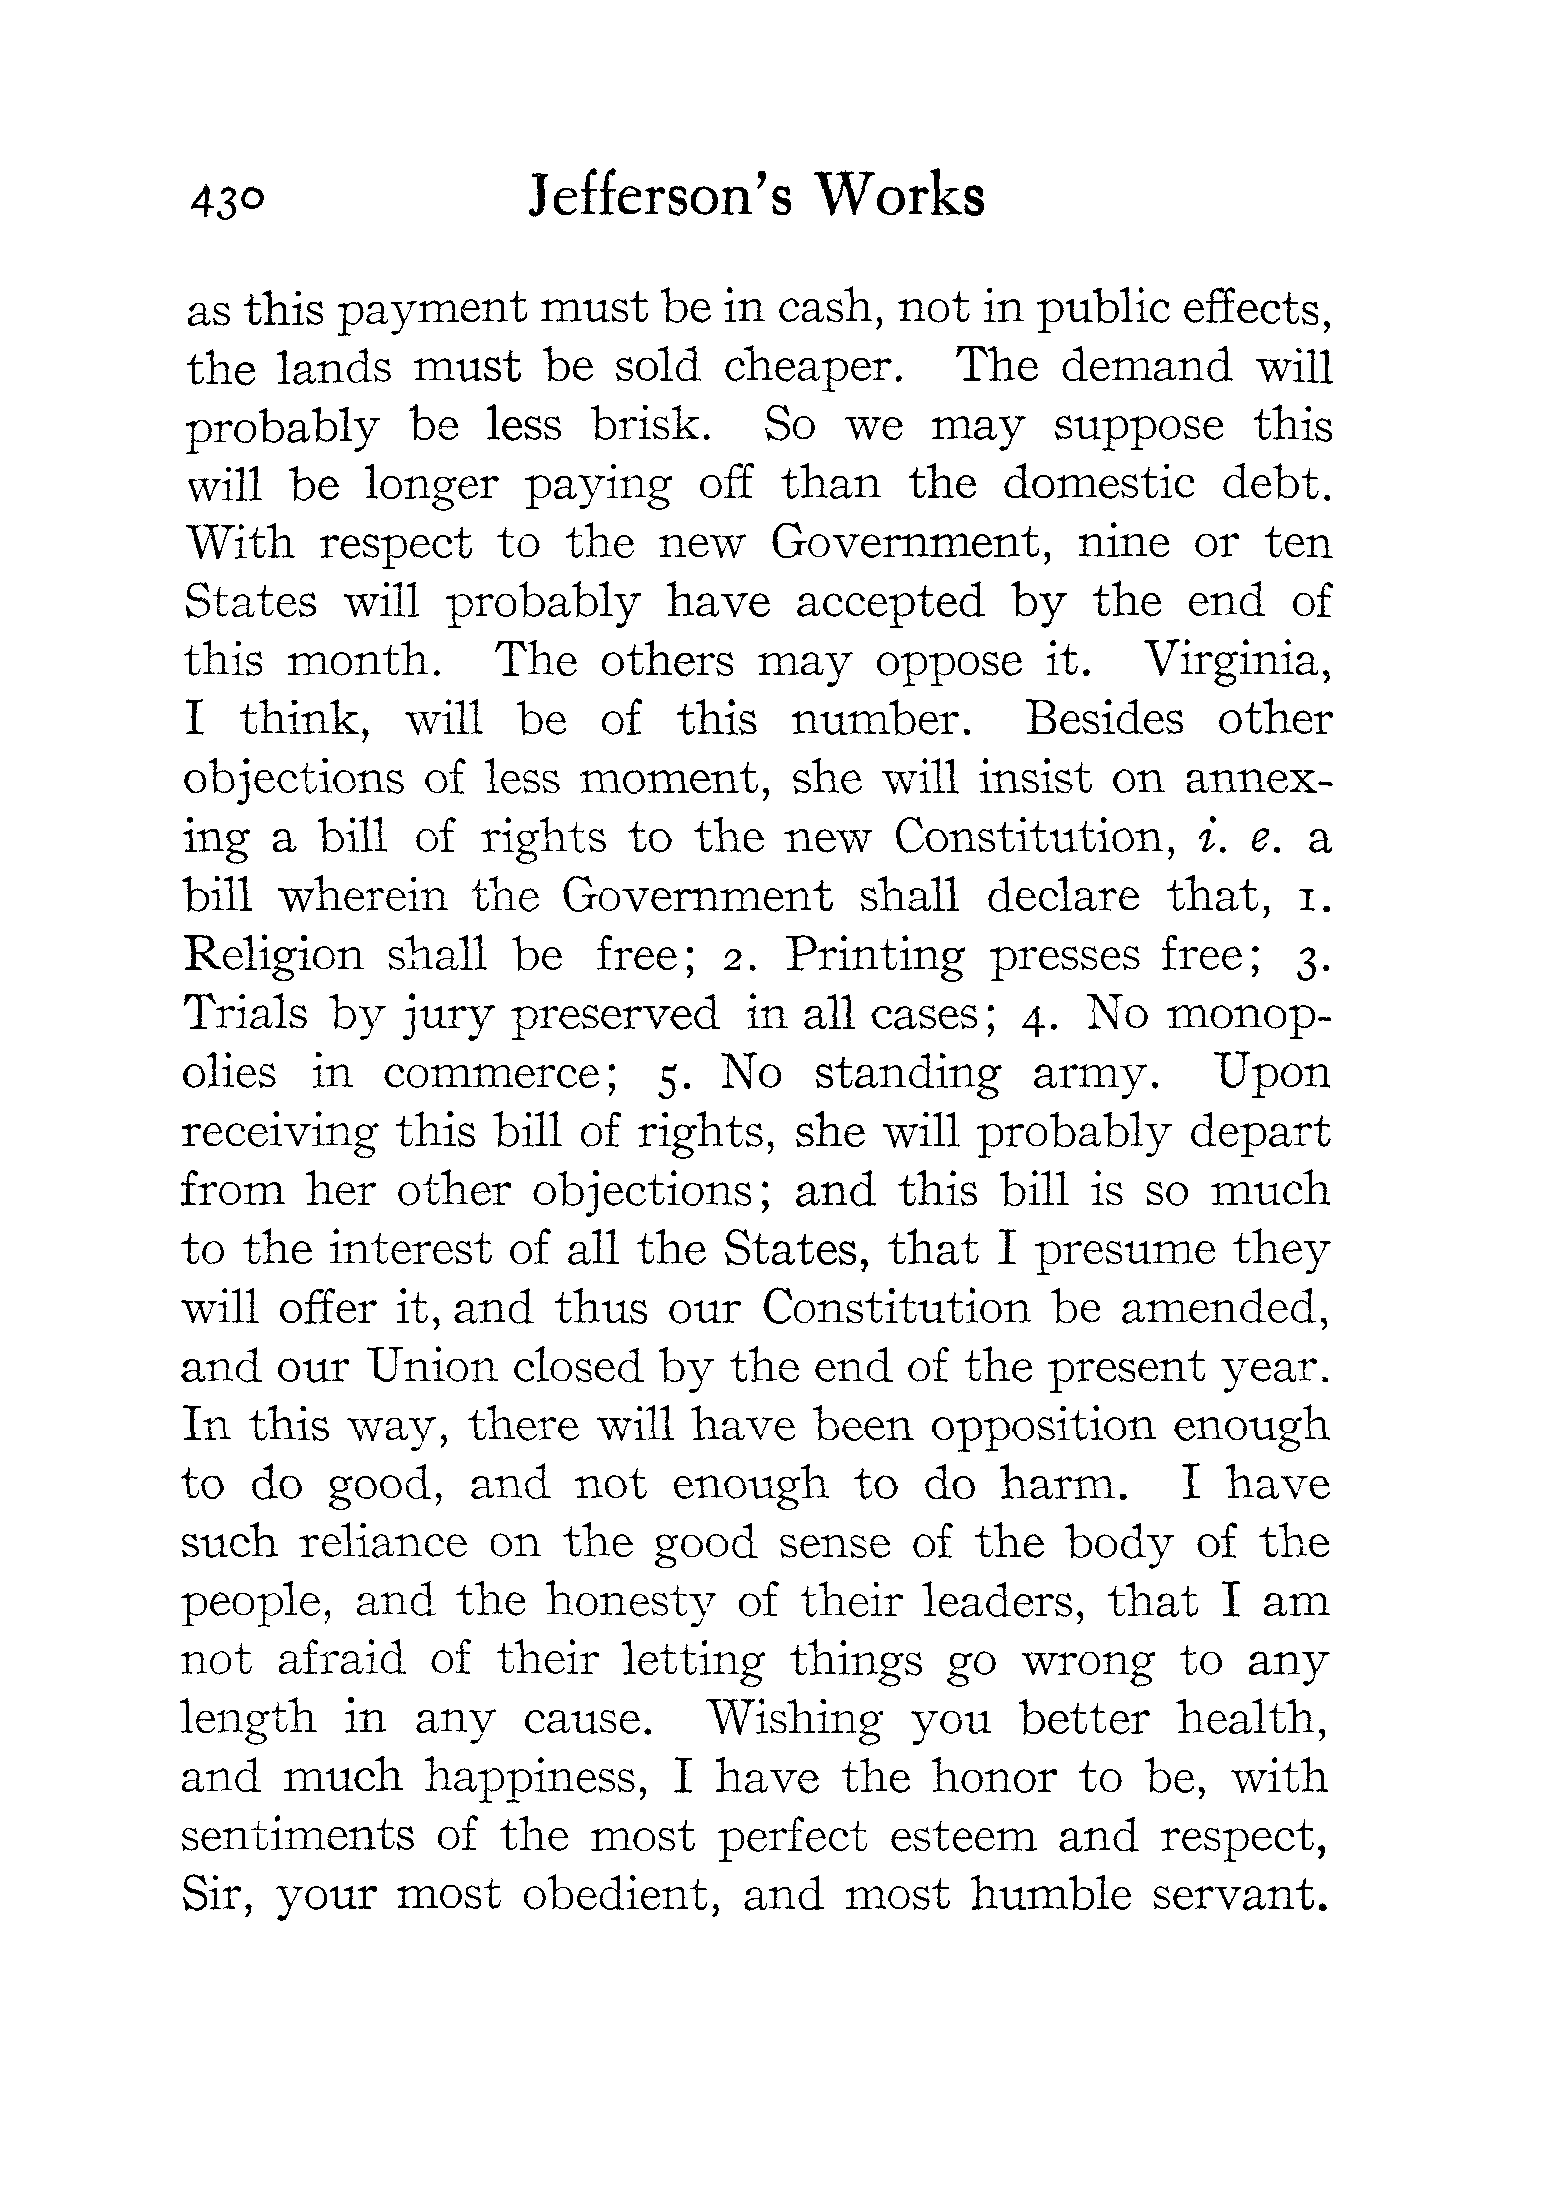 430 Jefferson's Works
as this payment must be in cash, not in public effects,
the lands must be sold cheaper. The demand will
probably be less brisk. So we may suppose this
will be longer paying off than the domestic debt.
With respect to the new Government, nine or ten
States will probably have accepted by the end of
this month. The others may oppose it. Virginia,
I think, will be of this number. Besides other
objections of less moment, she will insist on annex-
ing a bill of rights to the new Constitution, i. e. a
bill wherein the Government shall declare that, 1.
Religion shall be free; 2. Printing presses free; 3.
Trials by jury preserved in all cases; 4. No monop-
olies in commerce; 5. No standing army. Upon
receiving this bill of rights, she will probably depart
from her other objections; and this bill is so much
to the interest of all the States, that I presume they
will offer it, and thus our Constitution be amended,
and our Union closed by the end of the present year.
In this way, there will have been opposition enough
to do good, and not enough to do harm. I have
such reliance on the good sense of the body of the
people, and the honesty of their leaders, that I am
not afraid of their letting things go wrong to any
length in any cause. Wishing you better health,
and much happiness, I have the honor to be, with
sentiments of the most perfect esteem and respect,
Sir, your most obedient, and most humble servant.